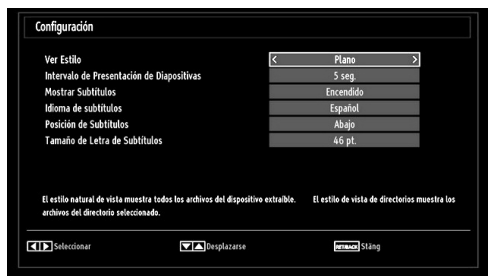 Configuración
Ver Estilo < Plano >
Intervalo de Presentación de Diapositivas 5 seg.
Mostrar Subtítulos Encendido
Idioma de subtítulos Español
Posición de Subtítulos Abajo
Tamaño de Letra de Subtítulos 46 pt.
El estilo natural de vista muestra todos los archivos del dispositivo extraíble. El estilo de vista de directorios muestra los
archivos del directorio seleccionado.
Seleccionar Desplazarse RET/BACK Stäng